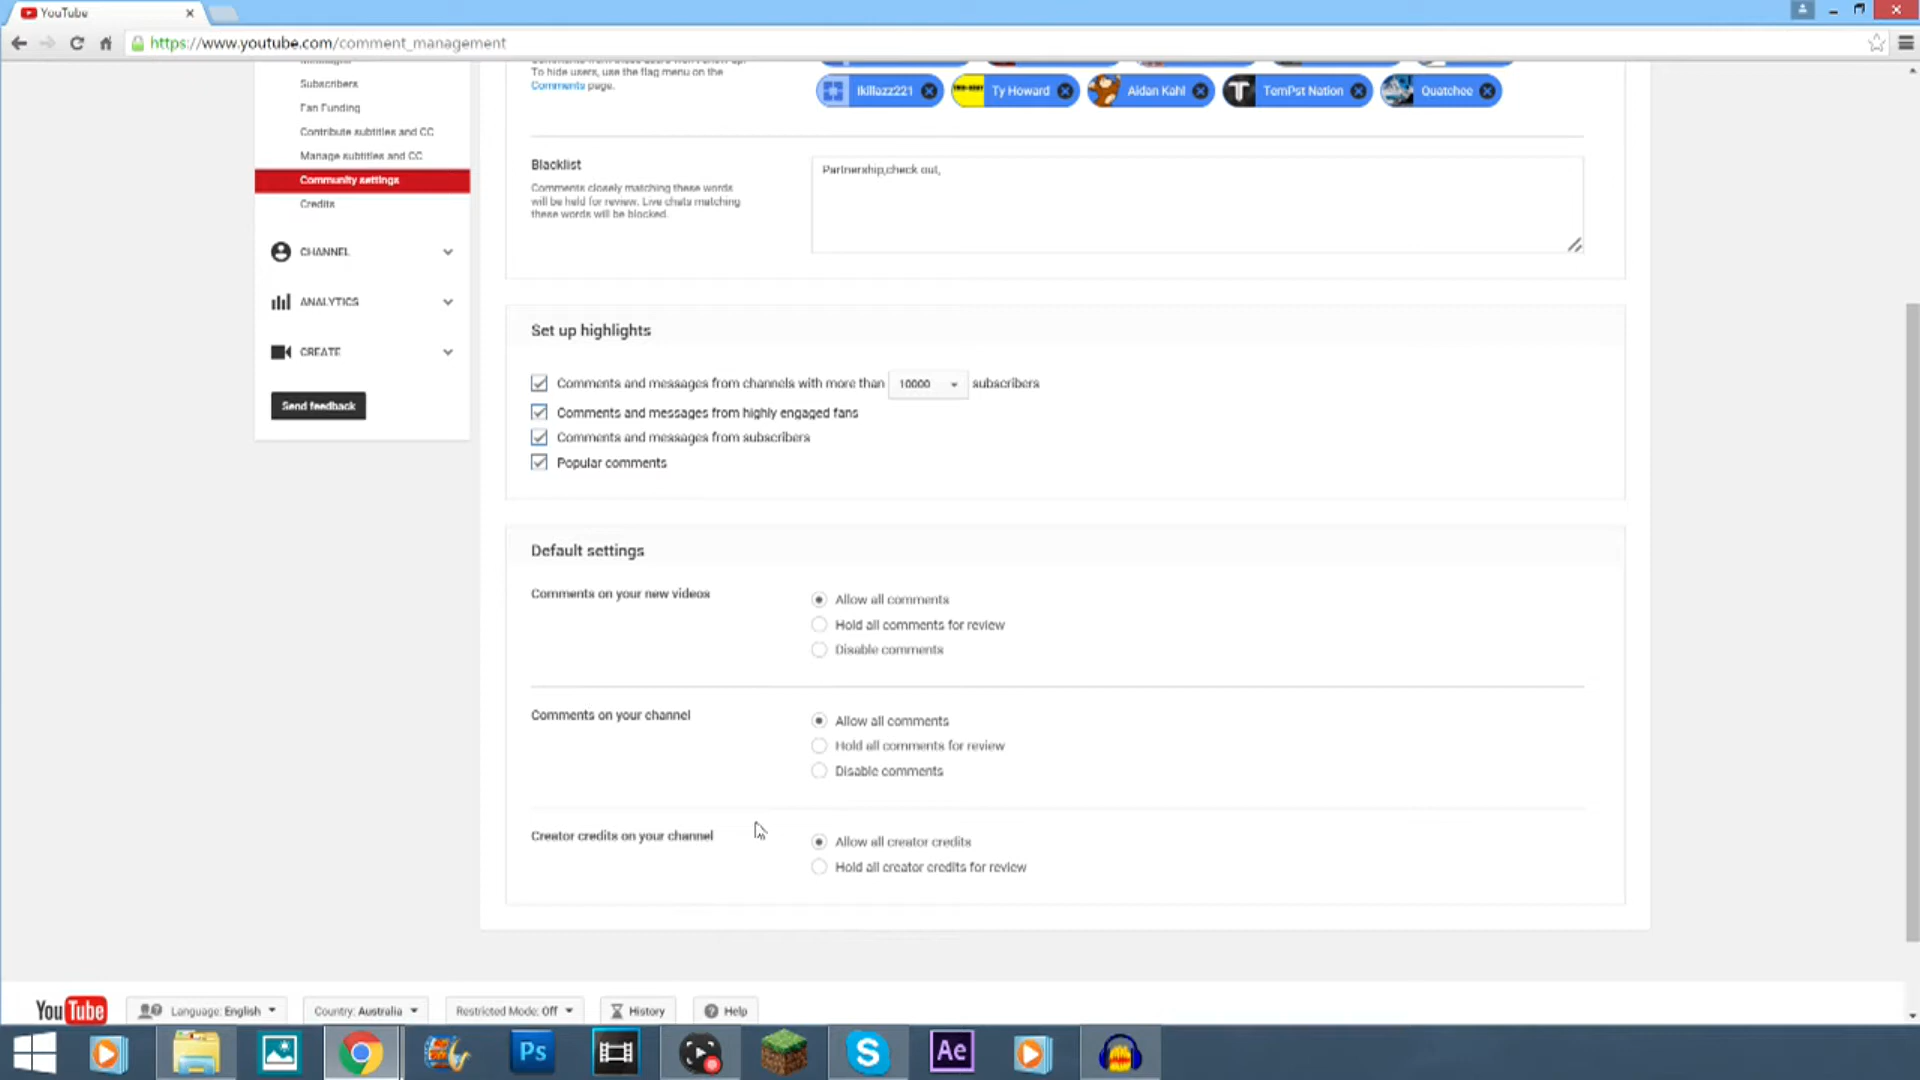 YouTube
https://www.youtube.com/comment_management
Subscribers
Fan Funding
Contribute subtitles and CC
Manage subtitles and CC
Community settings
Credits
CHANNEL
ANALYTICS
CREATE
Send feedback
To hide users, use the flag menu on the
Comments page.
Ikillazz221
Ty Howard
Aidan Kahl
TemPst Nation
Quatchee
Blacklist
Comments closely matching these words
will be held for review. Live chats matching
these words will be blocked.
Partnership,check out,
Set up highlights
Comments and messages from channels with more than 10000 subscribers
Comments and messages from highly engaged fans
Comments and messages from subscribers
Popular comments
Default settings
Comments on your new videos
Allow all comments
Hold all comments for review
Disable comments
Comments on your channel
Allow all comments
Hold all comments for review
Disable comments
Creator credits on your channel
Allow all creator credits
Hold all creator credits for review
YouTube
Language: English
Country: Australia
Restricted Mode: Off
History
Help
Ps
S
Ae